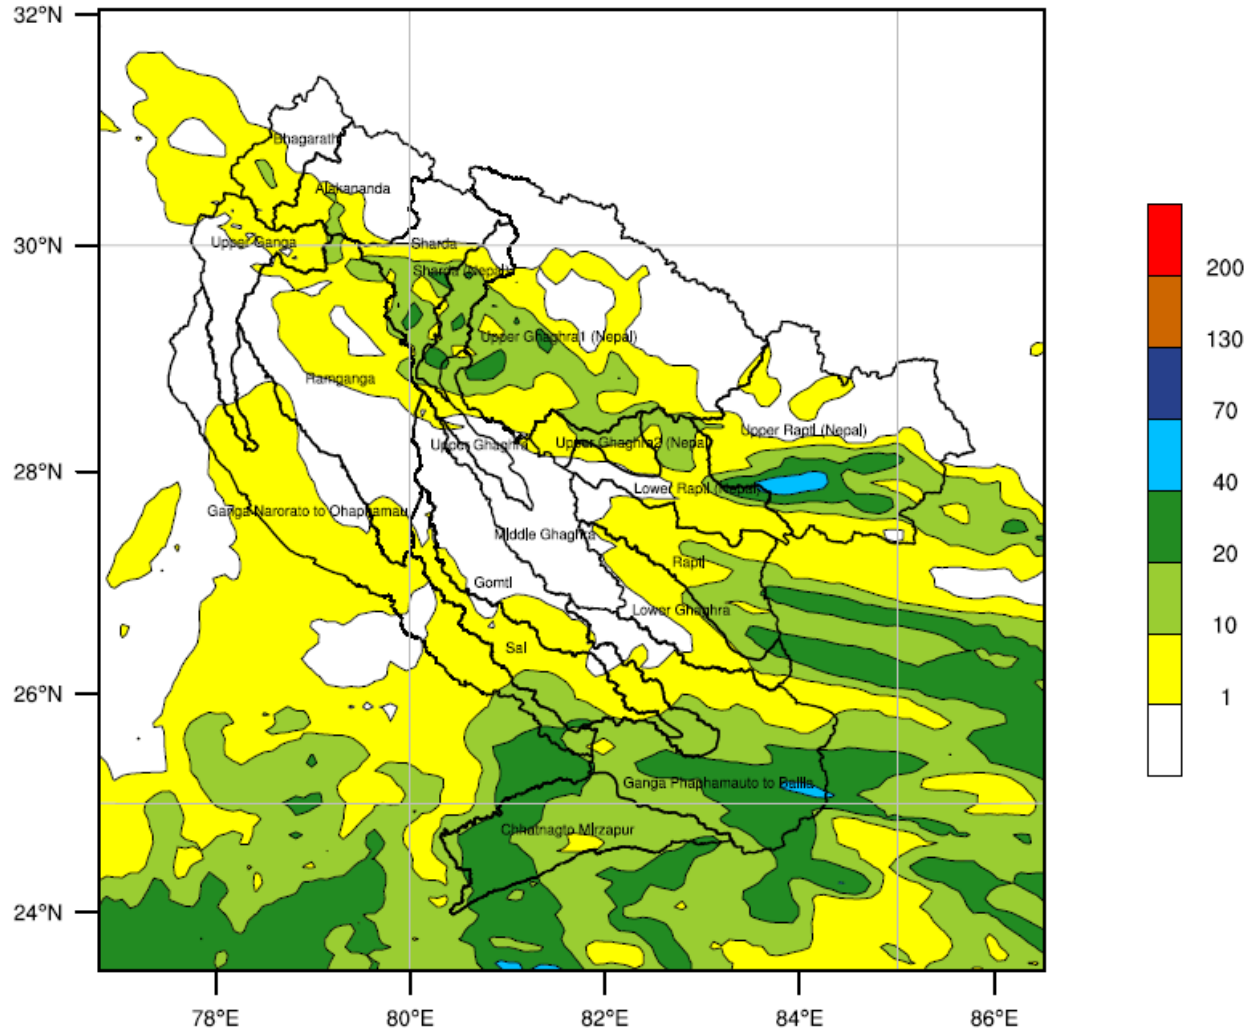 32°N
Bhagarath
Alakananda
Upper Ganga
30°N
Sharda
Sharda (Nepal)
200
Upper Ghaghra1 (Nepal)
130
Ramganga
70
Upper Rapti (Nepal)
Upper Ghaghra
Upper Ghaghra2 (Nepal
28°N
Lower Rapti (Nepal)
40
Ganga Narorato to Ohaphamau
Middle Ghaghra
20
Rapti
Gomti
Lower Ghaghra
10
Sai
26°N
1
Ganga Phaphamauto to Ballia
Chhatnagto Mirzapur
24°N
78°E
80°E
82°E
84°E
86°E